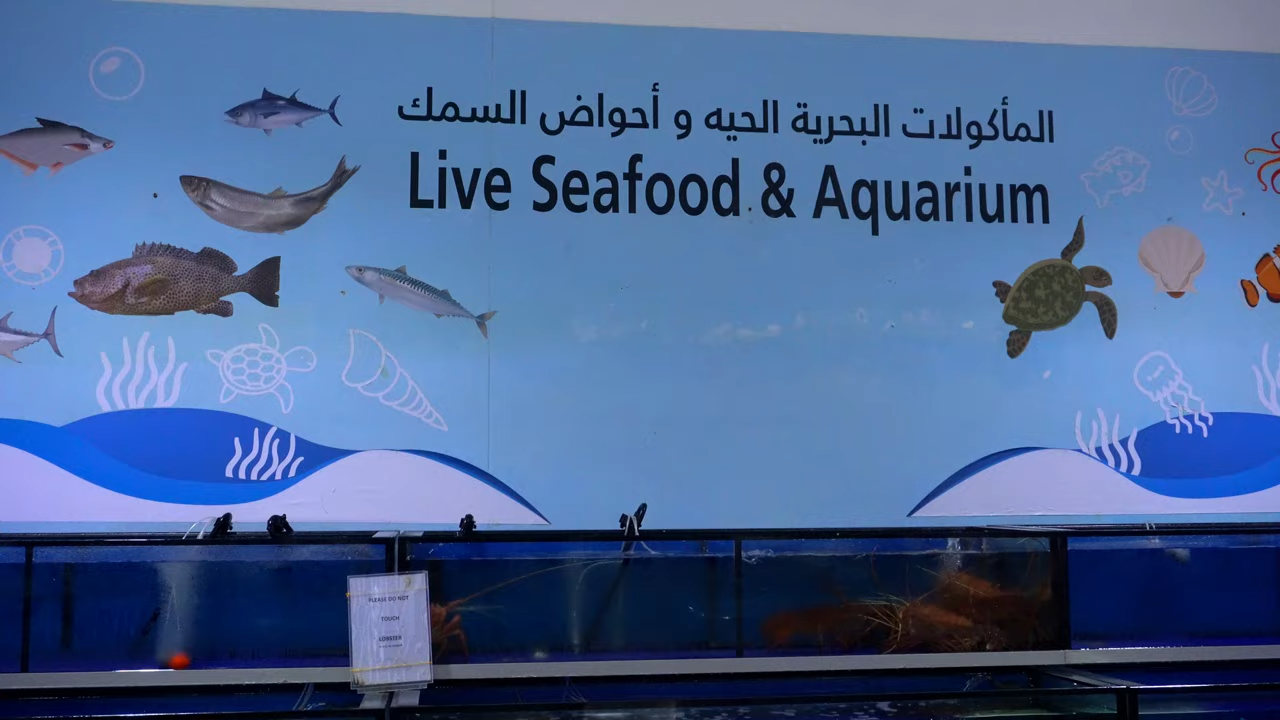 المأكولات البحرية الحيه و أحواض السمك
Live Seafood & Aquarium
PLEASE DO NOT
TOUCH
LOBSTER